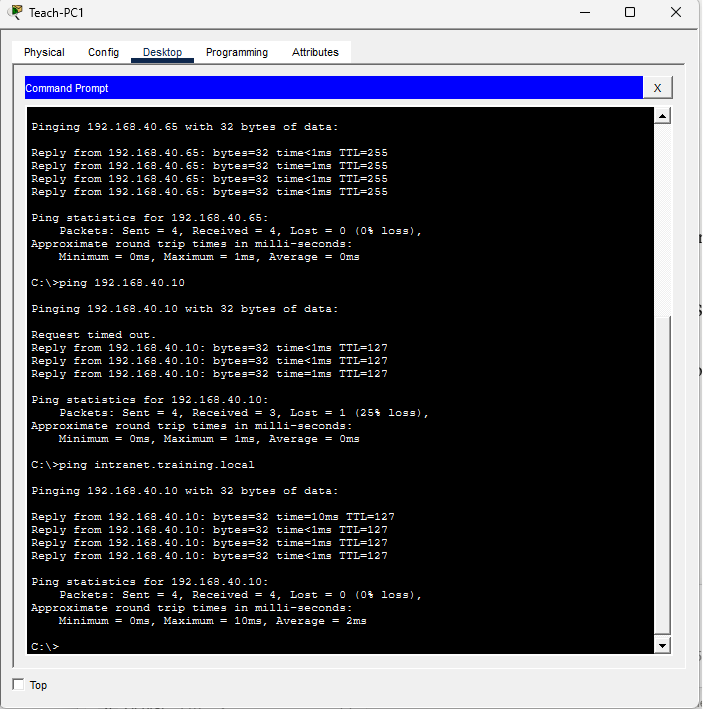 Teach-PC1
Physical Config Desktop Programming Attributes
Command Prompt
X
Pinging 192.168.40.65 with 32 bytes of data:
Reply from 192.168.40.65: bytes=32 time<1ms TTL=255
Reply from 192.168.40.65: bytes=32 time=1ms TTL=255
Reply from 192.168.40.65: bytes=32 time<1ms TTL=255
Reply from 192.168.40.65: bytes=32 time<1ms TTL=255
Ping statistics for 192.168.40.65:
Packets: Sent = 4, Received = 4, Lost = 0 (0% loss),
Approximate round trip times in milli-seconds:
Minimum = 0ms, Maximum = 1ms, Average = 0ms
C:\>ping 192.168.40.10
Pinging 192.168.40.10 with 32 bytes of data:
Request timed out.
Reply from 192.168.40.10: bytes=32 time<1ms TTL=127
Reply from 192.168.40.10: bytes=32 time=1ms TTL=127
Reply from 192.168.40.10: bytes=32 time=1ms TTL=127
Ping statistics for 192.168.40.10:
Packets: Sent = 4, Received = 3, Lost = 1 (25% loss),
Approximate round trip times in milli-seconds:
Minimum = 0ms, Maximum = 1ms, Average = 0ms
C:\>ping intranet.training.local
Pinging 192.168.40.10 with 32 bytes of data:
Reply from 192.168.40.10: bytes=32 time=10ms TTL=127
Reply from 192.168.40.10: bytes=32 time<1ms TTL=127
Reply from 192.168.40.10: bytes=32 time=1ms TTL=127
Reply from 192.168.40.10: bytes=32 time<1ms TTL=127
Ping statistics for 192.168.40.10:
Packets: Sent = 4, Received = 4, Lost = 0 (0% loss),
Approximate round trip times in milli-seconds:
Minimum = 0ms, Maximum = 10ms, Average = 2ms
C:\>
Top